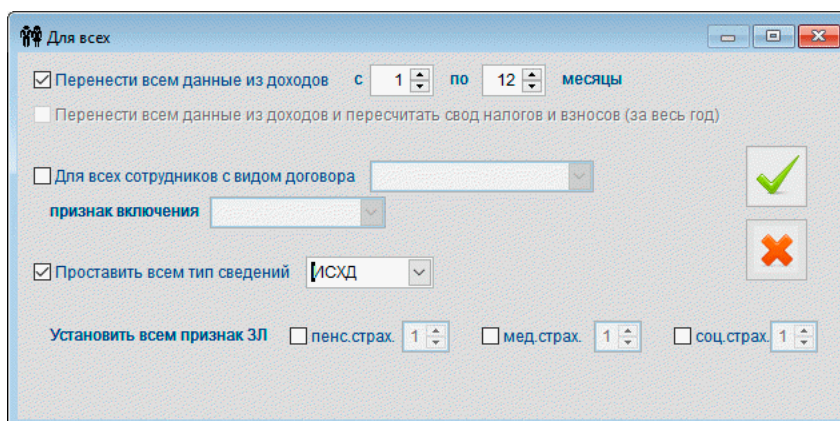 Для всех
Перенести всем данные из доходов с 1 по 12 месяцы
Перенести всем данные из доходов и пересчитать свод налогов и взносов (за весь год)
Для всех сотрудников с видом договора
признак включения
Проставить всем тип сведений ИСХД
Установить всем признак ЗЛ пенс.страх. 1 мед.страх. 1 соц.страх. 1